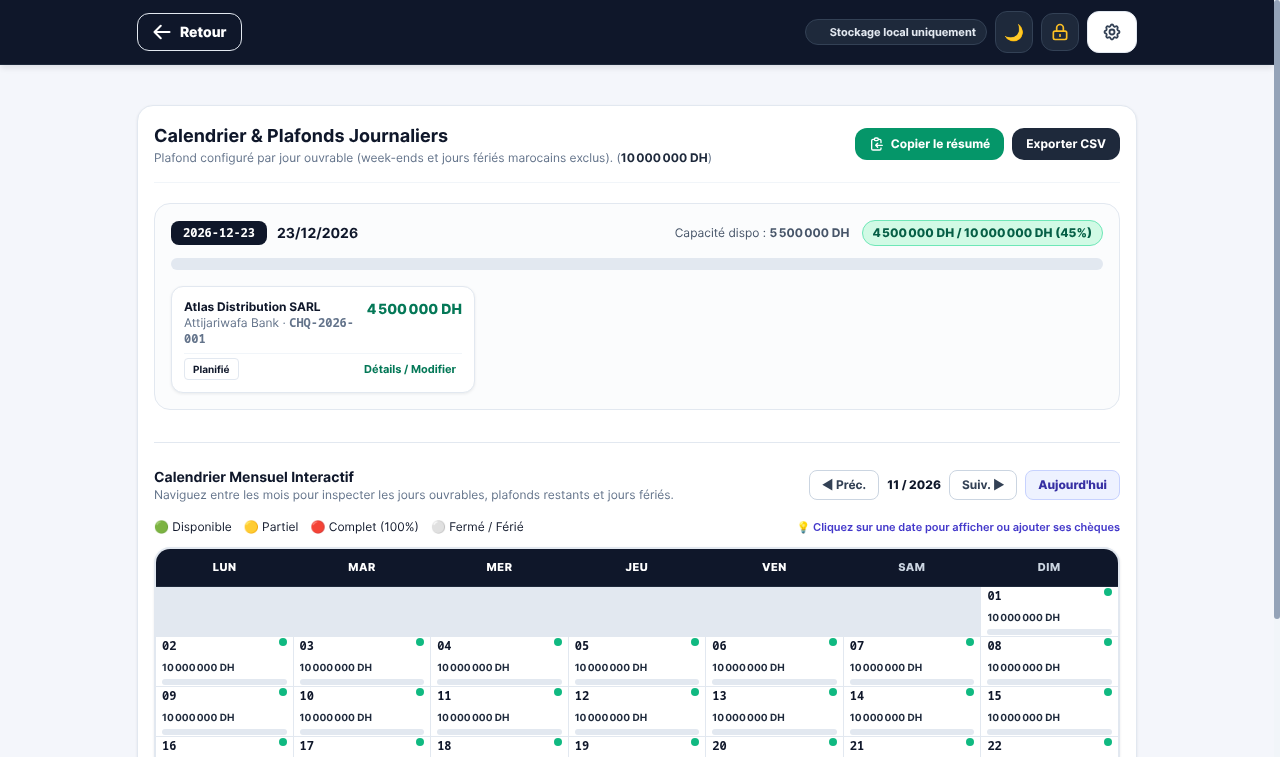 Retour
Stockage local uniquement
🌙
Calendrier & Plafonds Journaliers
Plafond configuré par jour ouvrable (week-ends et jours fériés marocains exclus). (10 000 000 DH)
Copier le résumé
Exporter CSV
2026-12-23 23/12/2026
Capacité dispo : 5 500 000 DH
4 500 000 DH / 10 000 000 DH (45%)
Atlas Distribution SARL 4 500 000 DH
Attijariwafa Bank · CHQ-2026-
001
Planifié
Détails / Modifier
Calendrier Mensuel Interactif
Naviguez entre les mois pour inspecter les jours ouvrables, plafonds restants et jours fériés.
◀ Préc. 11 / 2026 Suiv. ▶ Aujourd'hui
🟢 Disponible 🟡 Partiel 🔴 Complet (100%) ⚪ Fermé / Férié
💡 Cliquez sur une date pour afficher ou ajouter ses chèques
LUN MAR MER JEU VEN SAM DIM
01
10 000 000 DH
02 03 04 05 06 07 08
10 000 000 DH 10 000 000 DH 10 000 000 DH 10 000 000 DH 10 000 000 DH 10 000 000 DH 10 000 000 DH
09 10 11 12 13 14 15
10 000 000 DH 10 000 000 DH 10 000 000 DH 10 000 000 DH 10 000 000 DH 10 000 000 DH 10 000 000 DH
16 17 18 19 20 21 22